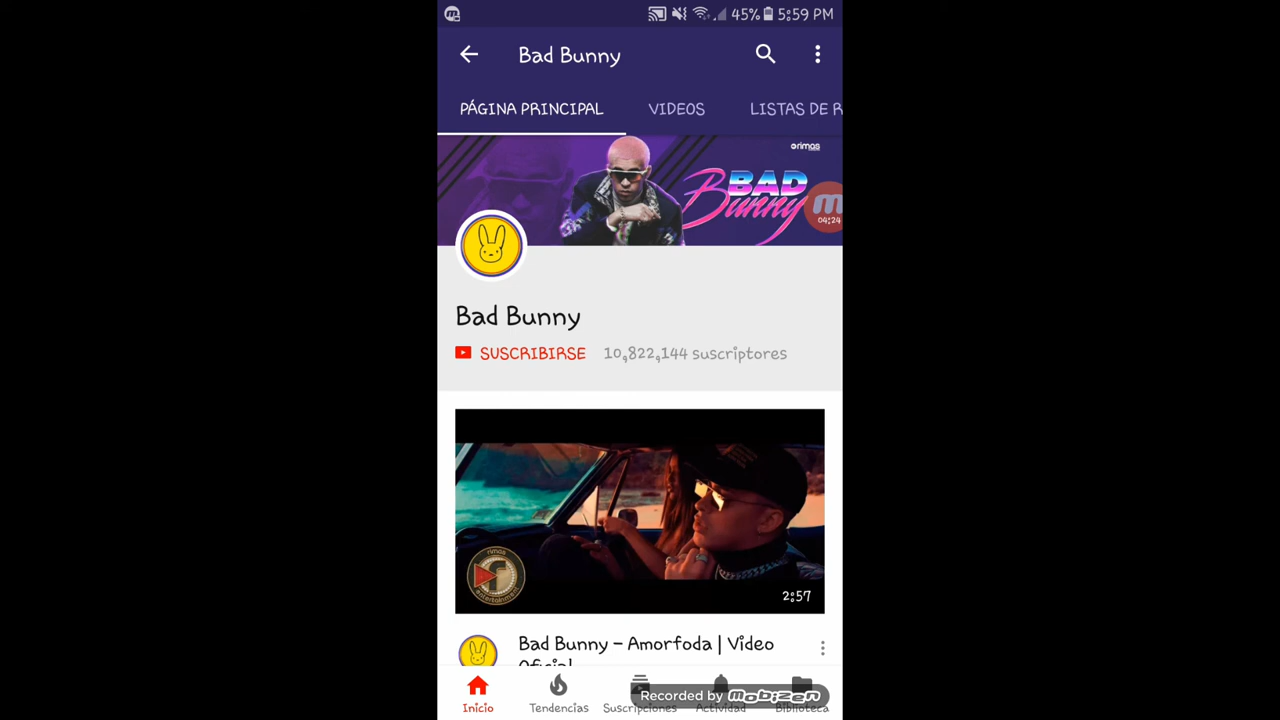 45% 5:59 PM
Bad Bunny
PÁGINA PRINCIPAL VIDEOS LISTAS DE R
rimas
BAD
Bunny
04:24
Bad Bunny
SUSCRIBIRSE 10,822,144 suscriptores
rimas
entertainment
2:57
Bad Bunny - Amorfoda | Video
Oficial
Recorded by mobizen
Inicio Tendencias Suscripciones Actividad Biblioteca